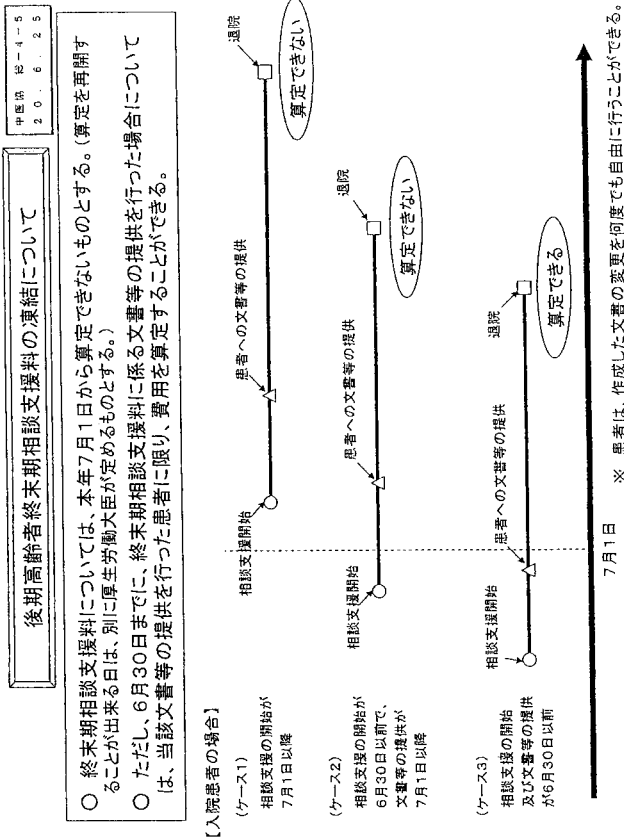 中医協 総－4－5
２０．６．２５
後期高齢者終末期相談支援料の凍結について
○ 終末期相談支援料については、本年7月1日から算定できないものとする。（算定を再開す
ることが出来る日は、別に厚生労働大臣が定めるものとする。）
○ ただし、6月30日までに、終末期相談支援料に係る文書等の提供を行った場合について
は、当該文書等の提供を行った患者に限り、費用を算定することができる。
【入院患者の場合】
（ケース1）
相談支援の開始が
7月1日以降
相談支援開始
患者への文書等の提供
退院
算定できない
（ケース2）
相談支援の開始が
6月30日以前で、
文書等の提供が
7月1日以降
相談支援開始
患者への文書等の提供
退院
算定できない
（ケース3）
相談支援の開始
及び文書等の提供
が6月30日以前
相談支援開始
患者への文書等の提供
退院
算定できる
7月1日
※ 患者は、作成した文書の変更を何度でも自由に行うことができる。